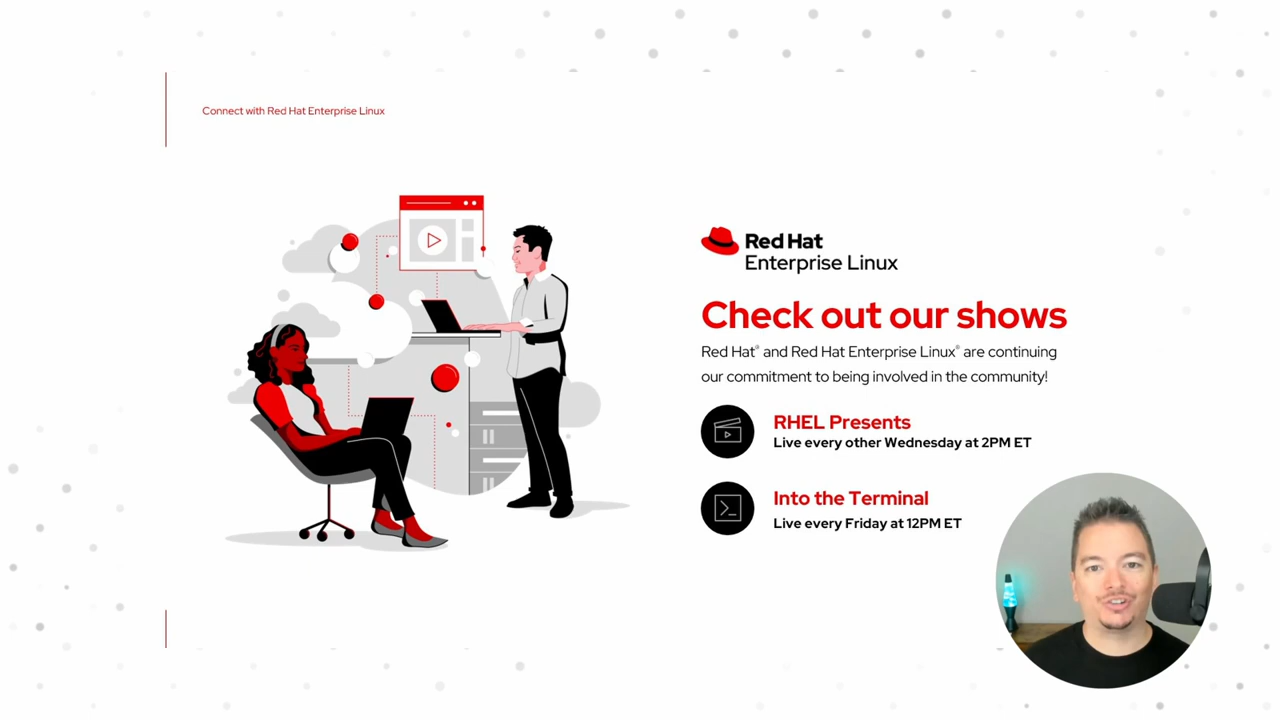 Connect with Red Hat Enterprise Linux
Red Hat
Enterprise Linux
Check out our shows
Red Hat® and Red Hat Enterprise Linux® are continuing
our commitment to being involved in the community!
RHEL Presents
Live every other Wednesday at 2PM ET
Into the Terminal
Live every Friday at 12PM ET